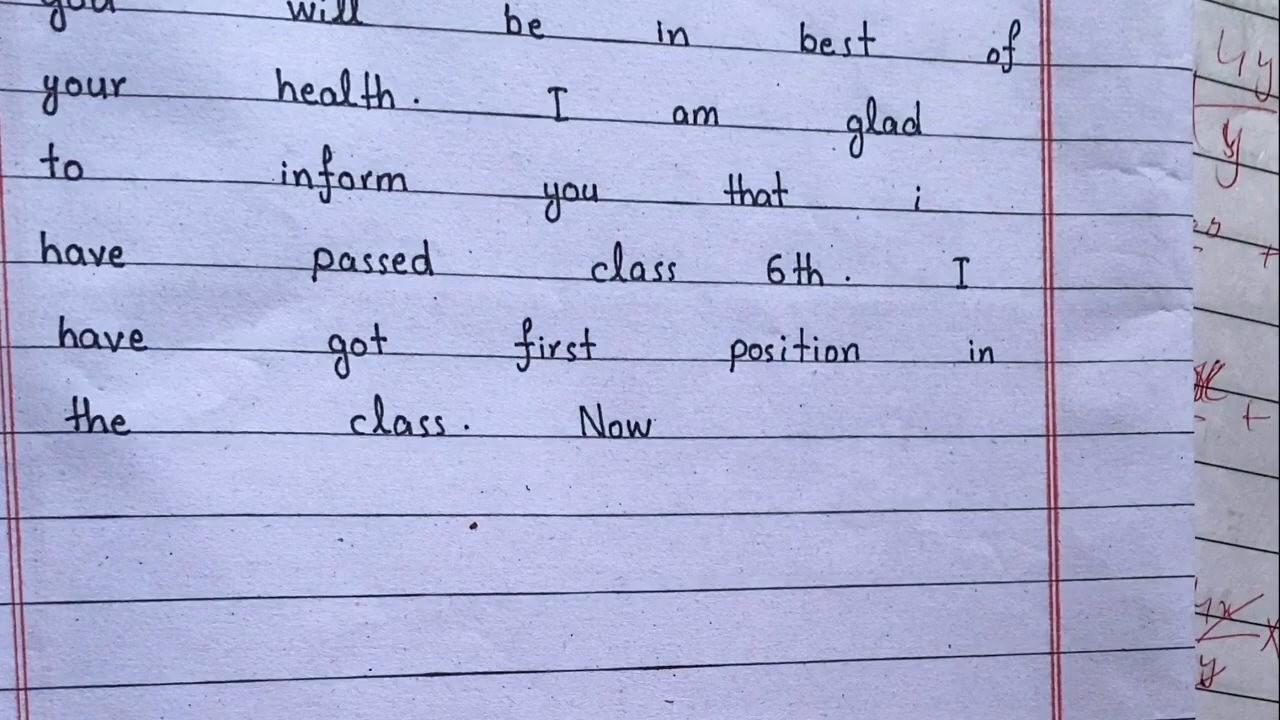 you will be in best of
your health. I am glad
to inform you that i
have passed class 6th. I
have got first position in
the class. Now